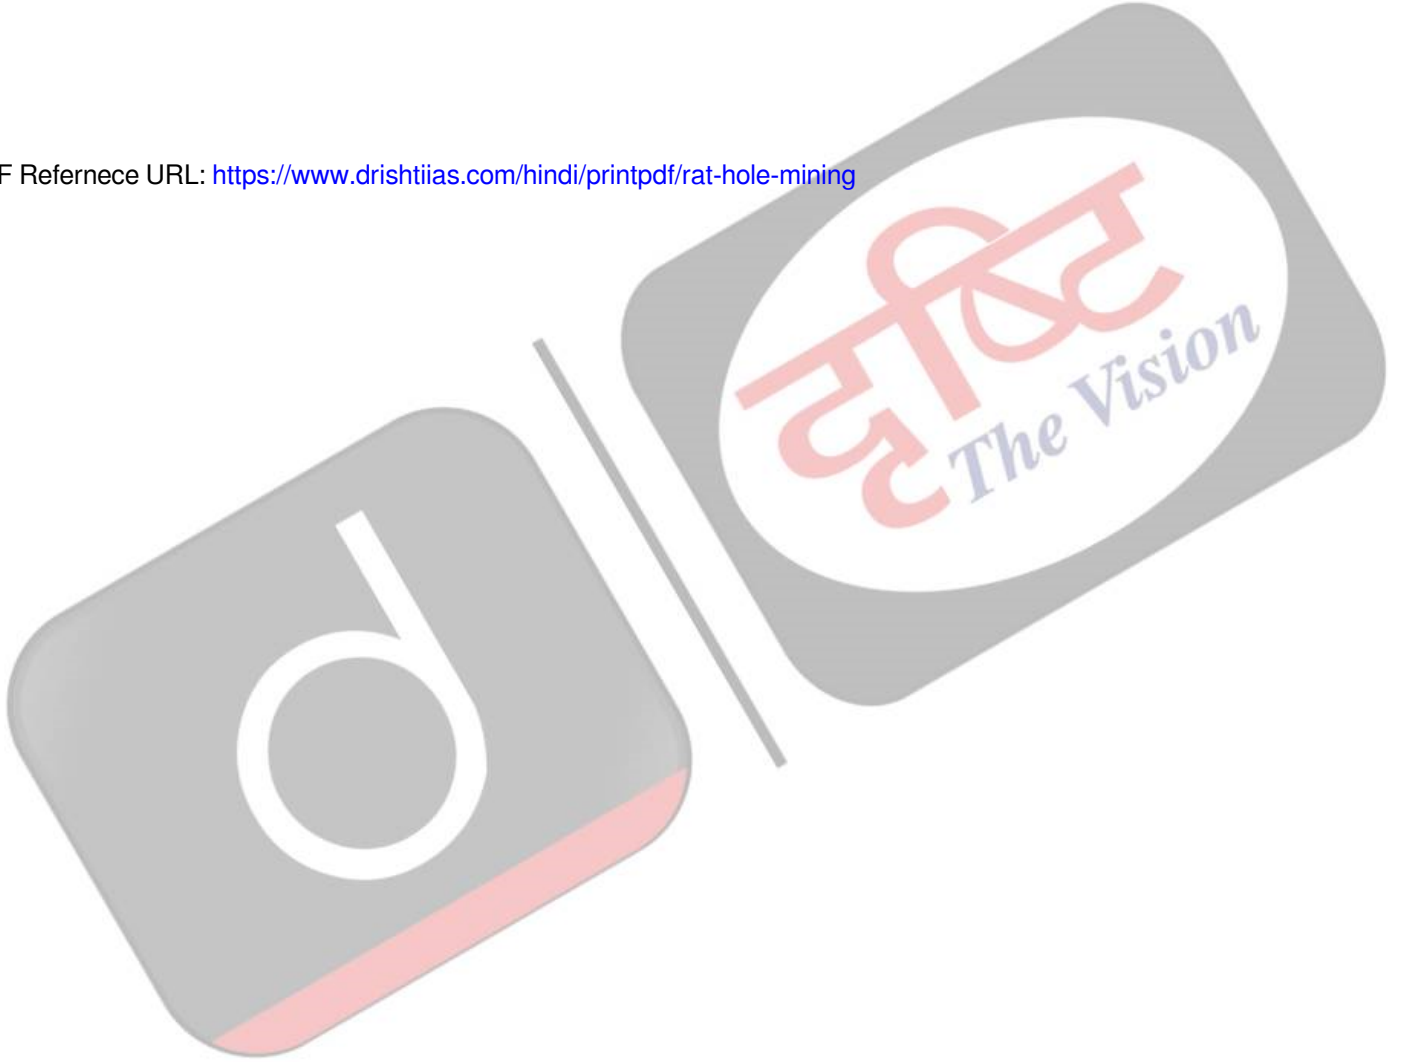 F Refernece URL: https://www.drishtiias.com/hindi/printpdf/rat-hole-mining
दृष्टि
The Vision
d